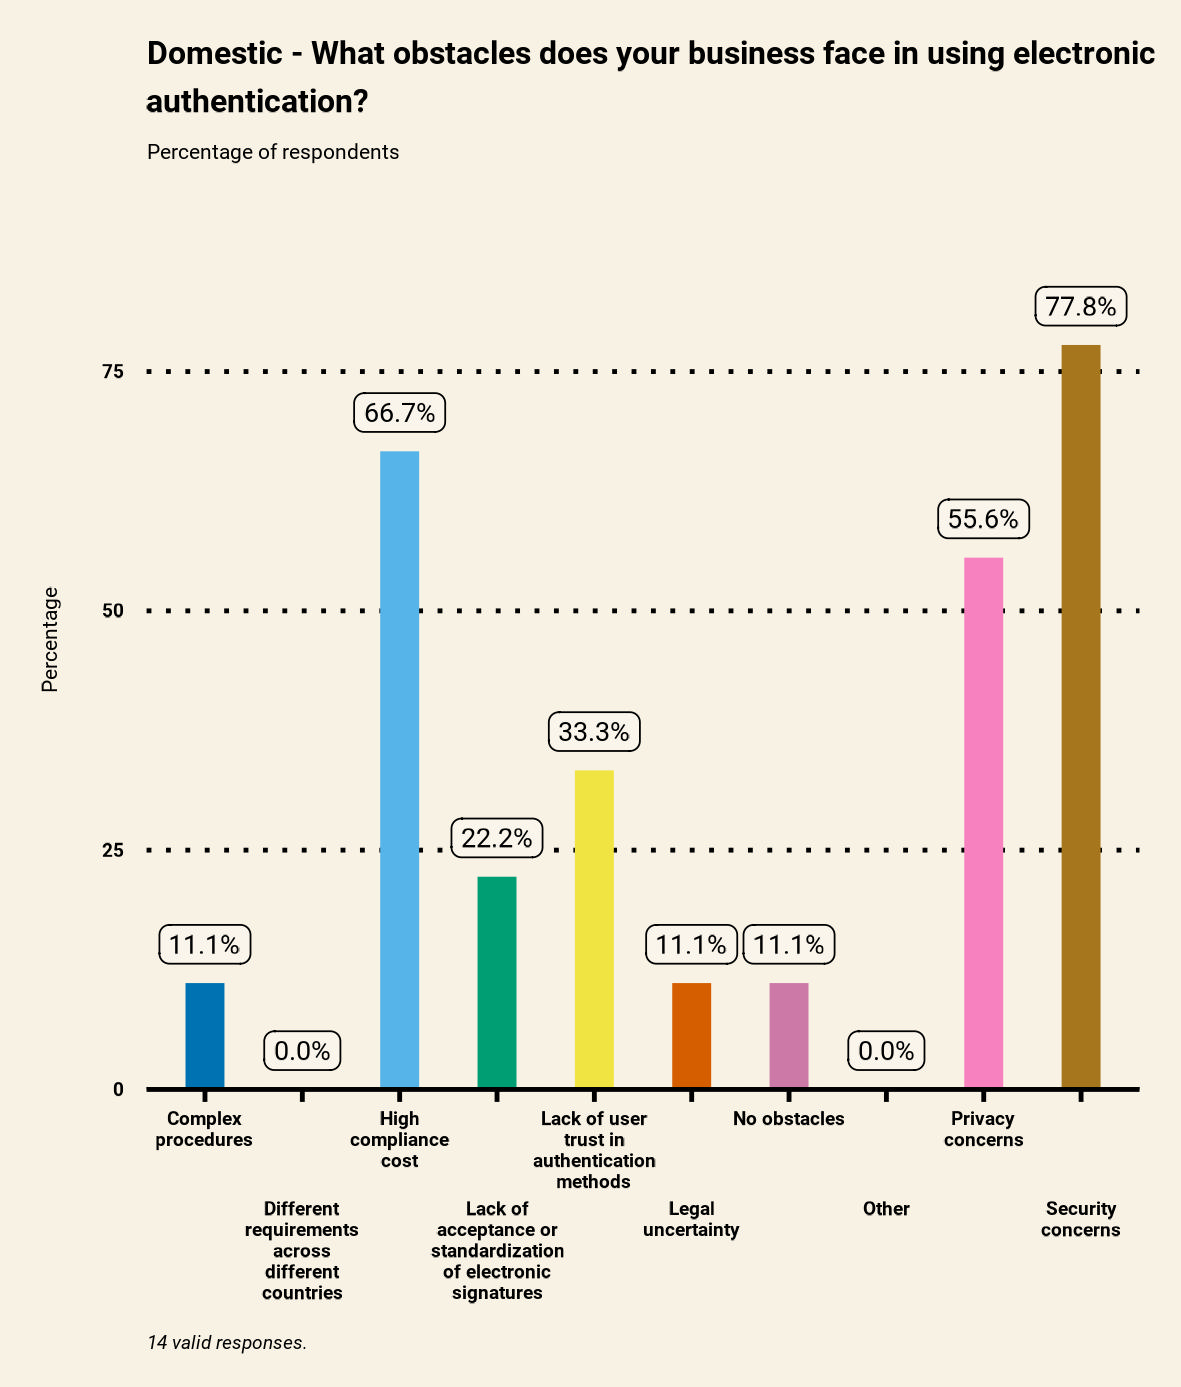 Domestic - What obstacles does your business face in using electronic
authentication?
Percentage of respondents
Percentage
75
50
25
0
11.1%
0.0%
66.7%
22.2%
33.3%
11.1%
11.1%
0.0%
55.6%
77.8%
Complex
procedures
Different
requirements
across
different
countries
High
compliance
cost
Lack of
acceptance or
standardization
of electronic
signatures
Lack of user
trust in
authentication
methods
Legal
uncertainty
No obstacles
Other
Privacy
concerns
Security
concerns
14 valid responses.